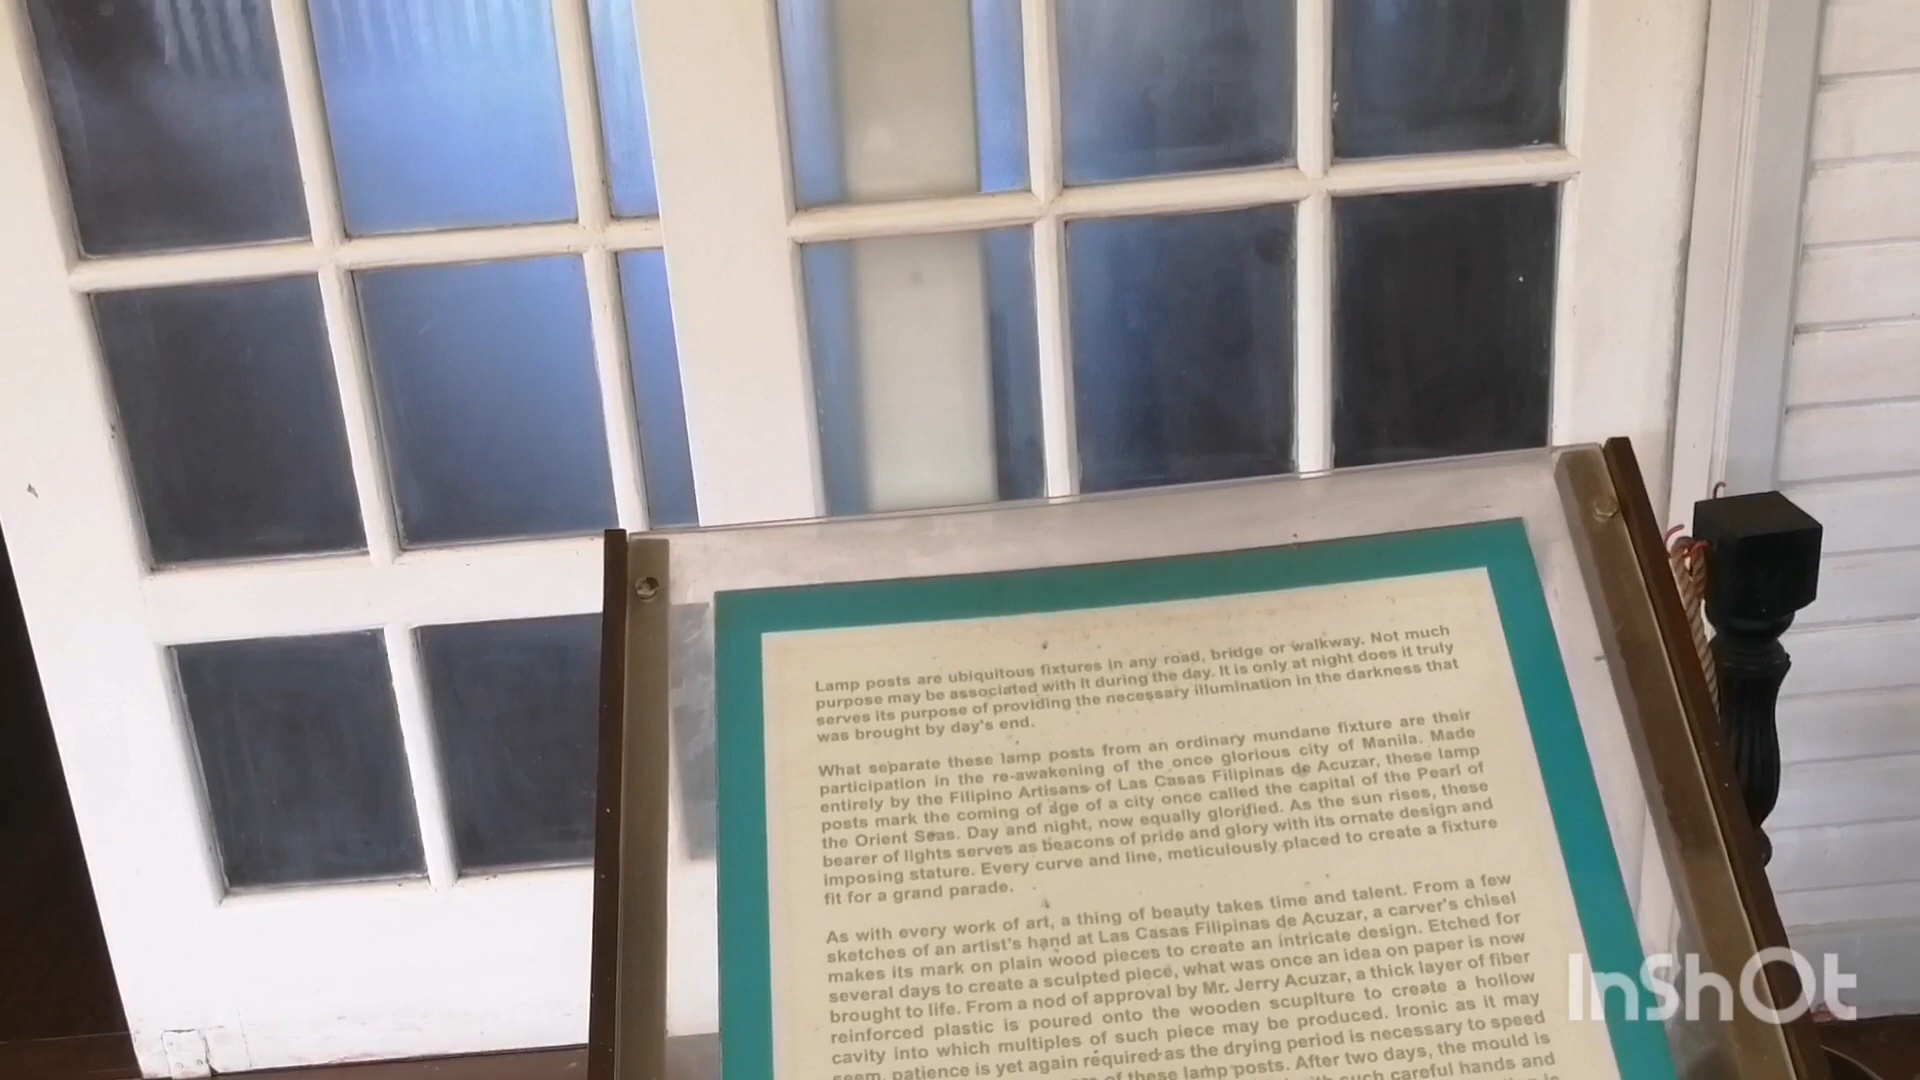 Lamp posts are ubiquitous fixtures in any road, bridge or walkway. Not much
purpose may be associated with it during the day. It is only at night does it truly
serves its purpose of providing the necessary illumination in the darkness that
was brought by day's end.
What separate these lamp posts from an ordinary mundane fixture are their
participation in the re-awakening of the once glorious city of Manila. Made
entirely by the Filipino Artisans of Las Casas Filipinas de Acuzar, these lamp
posts mark the coming of age of a city once called the capital of the Pearl of
the Orient Seas. Day and night, now equally glorified. As the sun rises, these
bearer of lights serves as beacons of pride and glory with its ornate design and
imposing stature. Every curve and line, meticulously placed to create a fixture
fit for a grand parade.
As with every work of art, a thing of beauty takes time and talent. From a few
sketches of an artist's hand at Las Casas Filipinas de Acuzar, a carver's chisel
makes its mark on plain wood pieces to create an intricate design. Etched for
several days to create a sculpted piece, what was once an idea on paper is now
brought to life. From a nod of approval by Mr. Jerry Acuzar, a thick layer of fiber
reinforced plastic is poured onto the wooden scuplture to create a hollow
cavity into which multiples of such piece may be produced. Ironic as it may
seem, patience is yet again required as the drying period is necessary to speed
of these lamp posts. After two days, the mould is
such careful hands and
InShOt